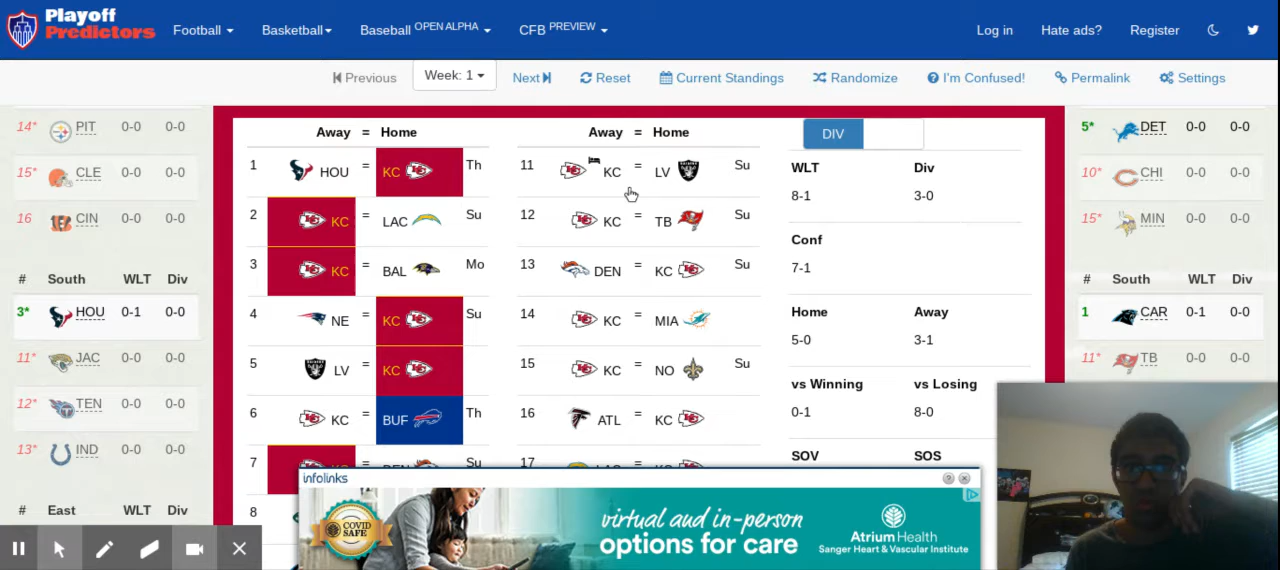 Playoff
Predictors
Football Basketball Baseball OPEN ALPHA CFB PREVIEW Log in Hate ads? Register
Previous Week: 1 Next Reset Current Standings Randomize I'm Confused! Permalink Settings
14* PIT 0-0 0-0
15* CLE 0-0 0-0
16 CIN 0-0 0-0
# South WLT Div
3* HOU 0-1 0-0
11* JAC 0-0 0-0
12* TEN 0-0 0-0
13* IND 0-0 0-0
# East WLT Div
Away = Home
1 HOU = KC Th
2 KC = LAC Su
3 KC = BAL Mo
4 NE = KC Su
5 LV = KC Su
6 KC = BUF Th
7 = Su
8
Away = Home
11 KC = LV Su
12 KC = TB Su
13 DEN = KC Su
14 KC = MIA Su
15 KC = NO Su
16 ATL = KC
17
DIV
WLT Div
8-1 3-0
Conf
7-1
Home Away
5-0 3-1
vs Winning vs Losing
0-1 8-0
SOV SOS
5* DET 0-0 0-0
10* CHI 0-0 0-0
15* MIN 0-0 0-0
# South WLT Div
1 CAR 0-1 0-0
11* TB 0-0 0-0
infolinks
COVID
SAFE
virtual and in-person
options for care
Atrium Health
Sanger Heart & Vascular Institute